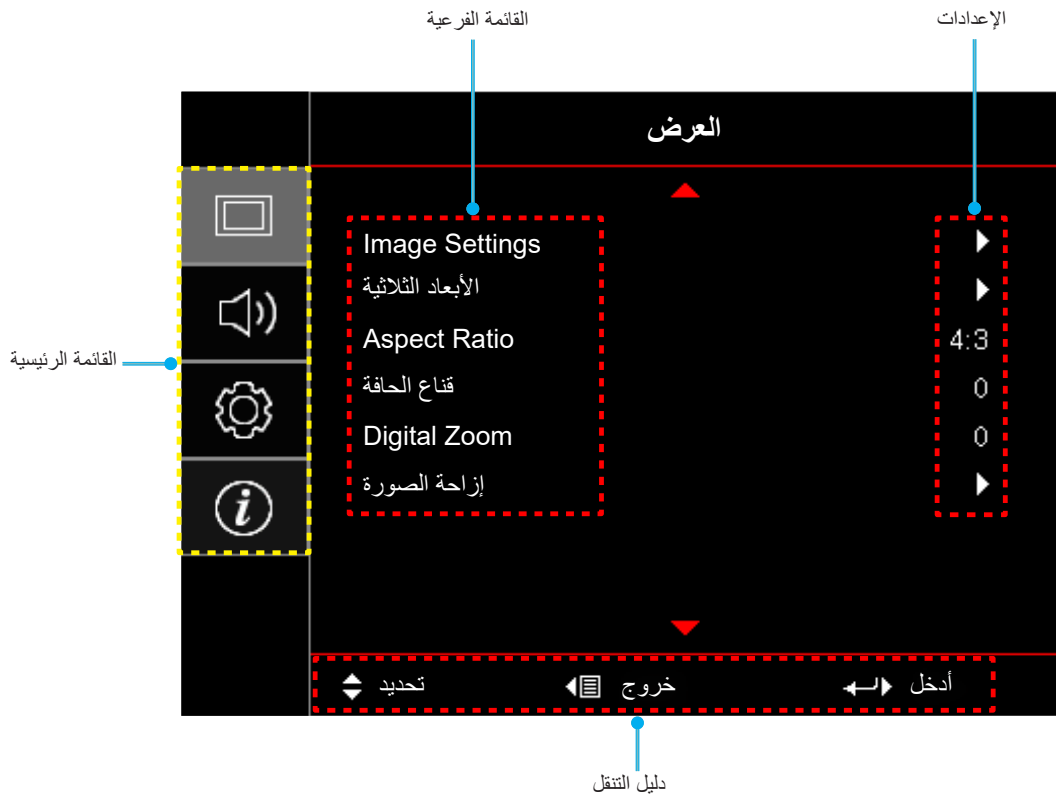 القائمة الفرعية
الإعدادات
العرض
Image Settings
الأبعاد الثلاثية
Aspect Ratio
4:3
قناع الحافة
0
Digital Zoom
0
إزاحة الصورة
القائمة الرئيسية
i
تحديد
خروج
أدخل
دليل التنقل